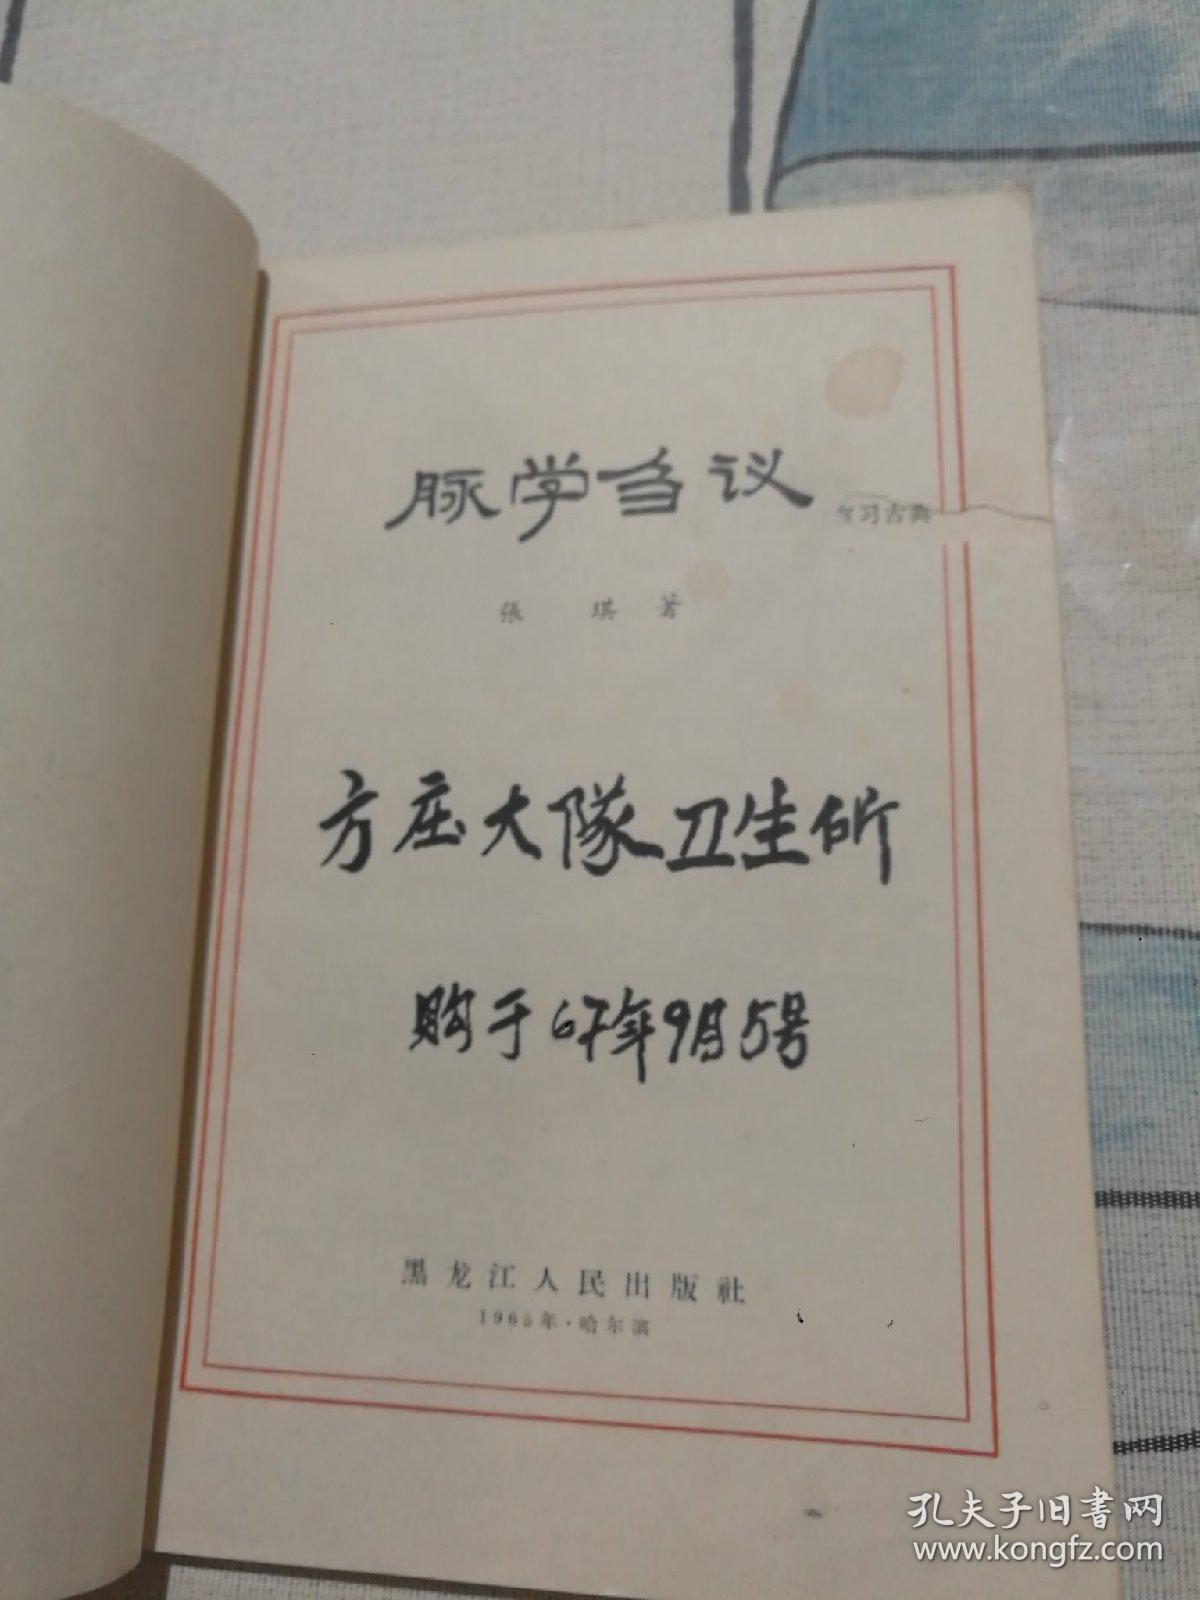 脉学刍议
习古典
張 琪 著
方庄大隊卫生所
购于67年9月5号
黑龙江人民出版社
1965年·哈尔滨
孔夫子旧书网
www.kongfz.com